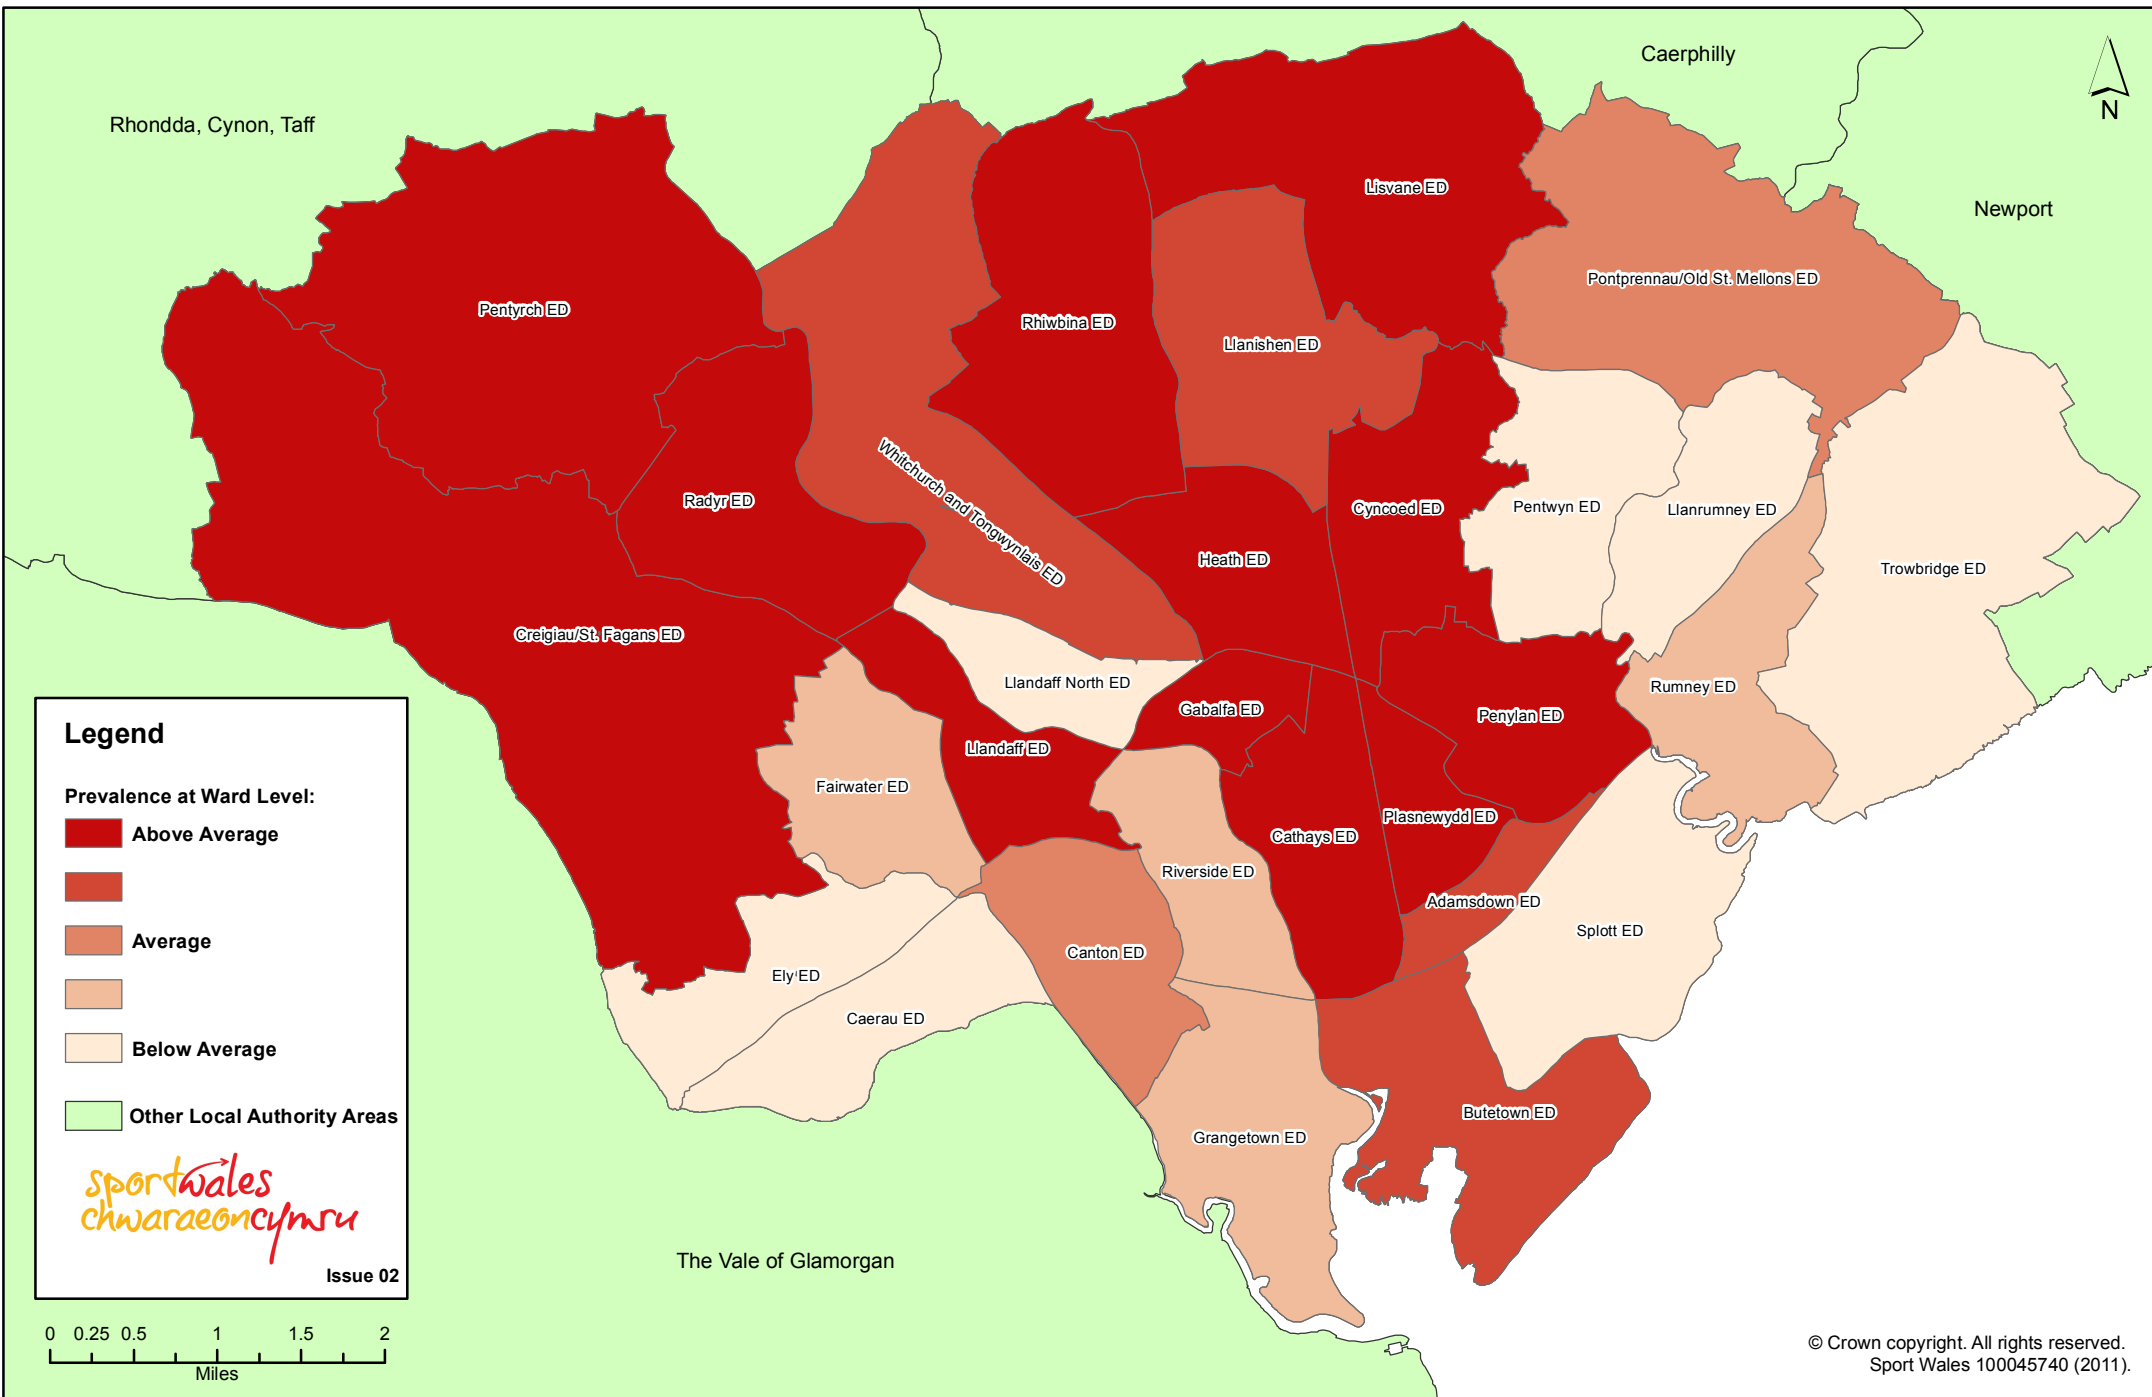 Caerphilly
N
Rhondda, Cynon, Taff
Lisvane ED
Newport
Pontprennau/Old St. Mellons ED
Pentyrch ED
Rhiwbina ED
Llanishen ED
Whitchurch and Tongwynlais ED
Radyr ED
Cyncoed ED
Pentwyn ED
Llanrumney ED
Heath ED
Trowbridge ED
Creigiau/St. Fagans ED
Llandaff North ED
Rumney ED
Gabalfa ED
Penylan ED
Llandaff ED
Fairwater ED
Plasnewydd ED
Cathays ED
Riverside ED
Adamsdown ED
Splott ED
Canton ED
Ely ED
Caerau ED
Butetown ED
Grangetown ED
The Vale of Glamorgan
Legend
Prevalence at Ward Level:
Above Average
Average
Below Average
Other Local Authority Areas
sportwales
chwaraeoncymru
Issue 02
0 0.25 0.5 1 1.5 2
Miles
© Crown copyright. All rights reserved.
Sport Wales 100045740 (2011).